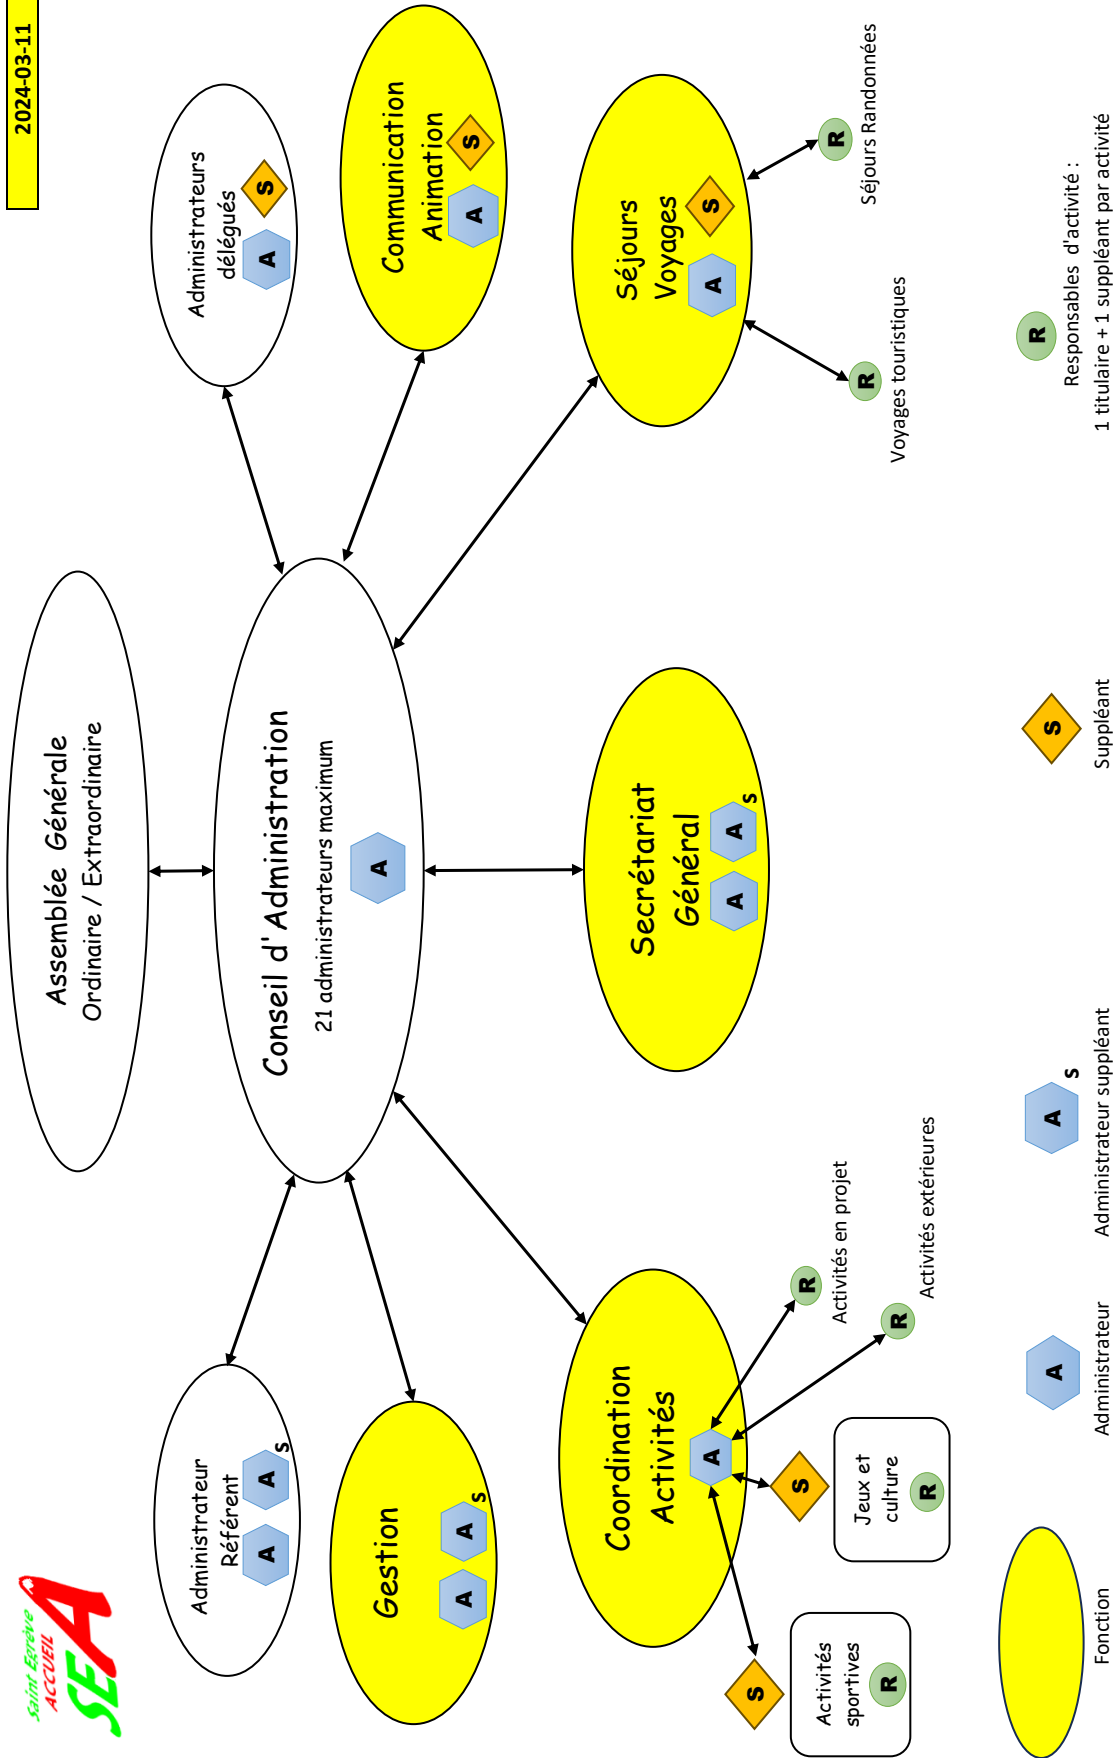 Saint Egrève
ACCUEIL
SEA
2024-03-11
Assemblée Générale
Ordinaire / Extraordinaire
Conseil d'Administration
21 administrateurs maximum
A
Administrateur
Référent
A
A
s
Administrateurs
délégués
A
S
Gestion
A
A
s
Communication
Animation
A
S
Coordination
Activités
A
Secrétariat
Général
A
A
s
Séjours
Voyages
A
S
S
Activités
sportives
R
S
Jeux et
culture
R
R
Activités en projet
R
Activités extérieures
R
Voyages touristiques
R
Séjours Randonnées
Fonction
A
Administrateur
A
s
Administrateur suppléant
S
Suppléant
R
Responsables d'activité :
1 titulaire + 1 suppléant par activité